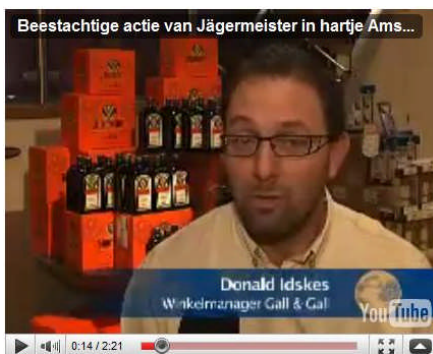 Beestachtige actie van Jägermeister in hartje Ams...
Donald Idskes
Winkelmanager Gall & Gall
YouTube
0:14 / 2:21